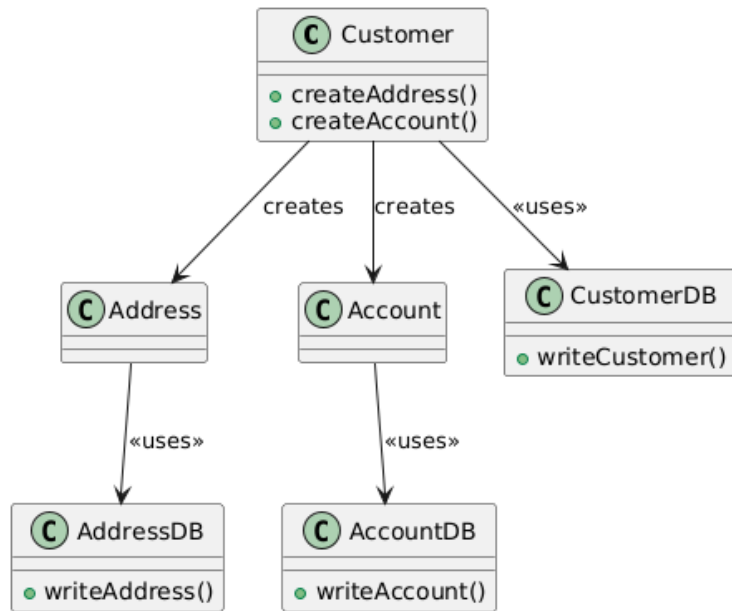 C Customer
createAddress()
createAccount()
creates
creates
«uses»
C Address
C Account
C CustomerDB
writeCustomer()
«uses»
«uses»
C AddressDB
C AccountDB
writeAddress()
writeAccount()